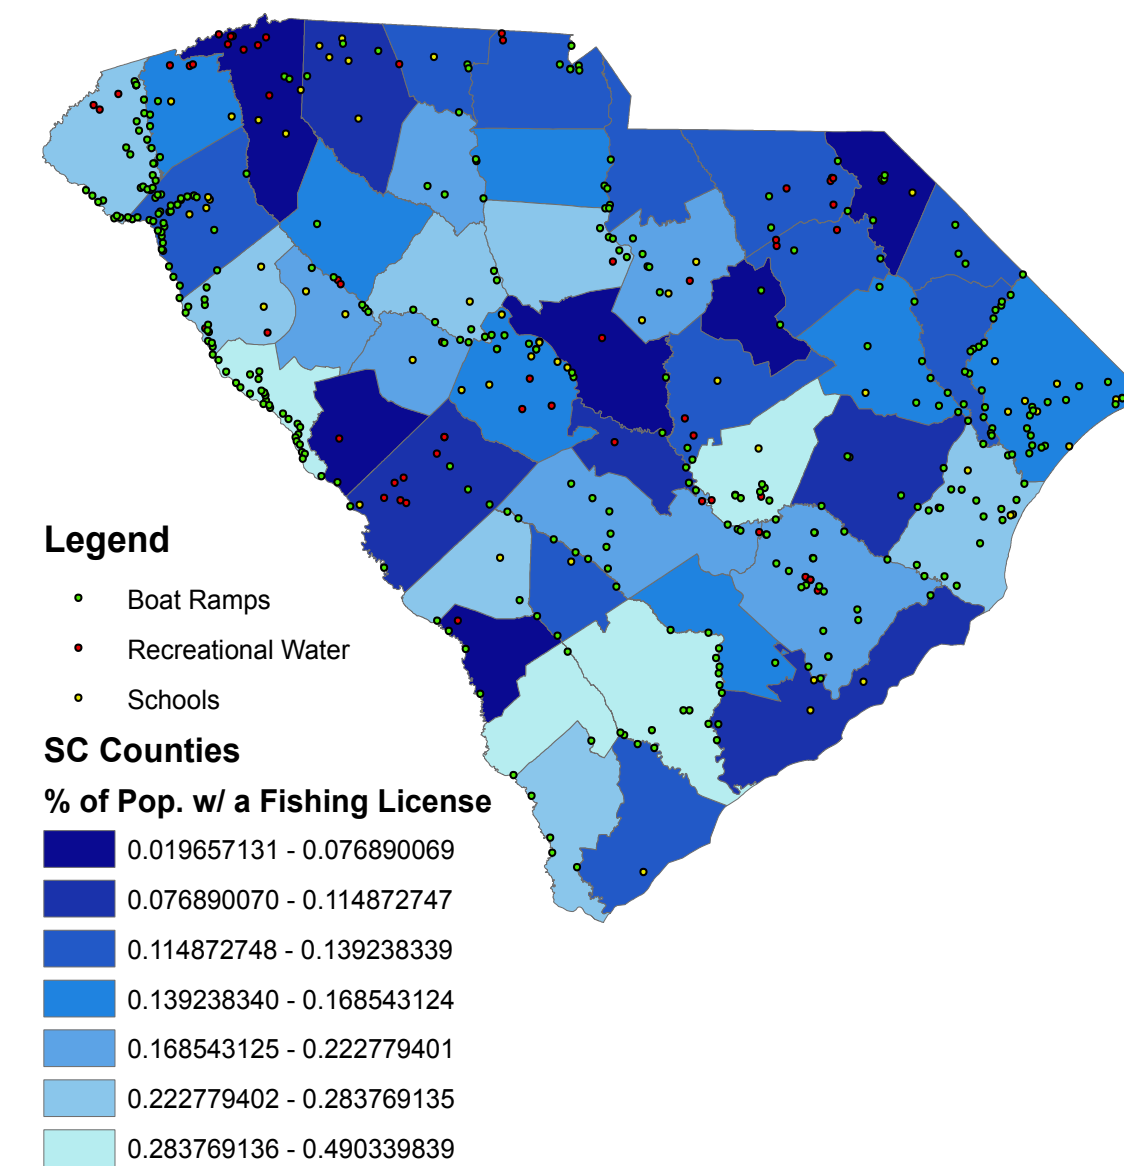 Legend
Boat Ramps
Recreational Water
Schools
SC Counties
% of Pop. w/ a Fishing License
0.019657131 - 0.076890069
0.076890070 - 0.114872747
0.114872748 - 0.139238339
0.139238340 - 0.168543124
0.168543125 - 0.222779401
0.222779402 - 0.283769135
0.283769136 - 0.490339839